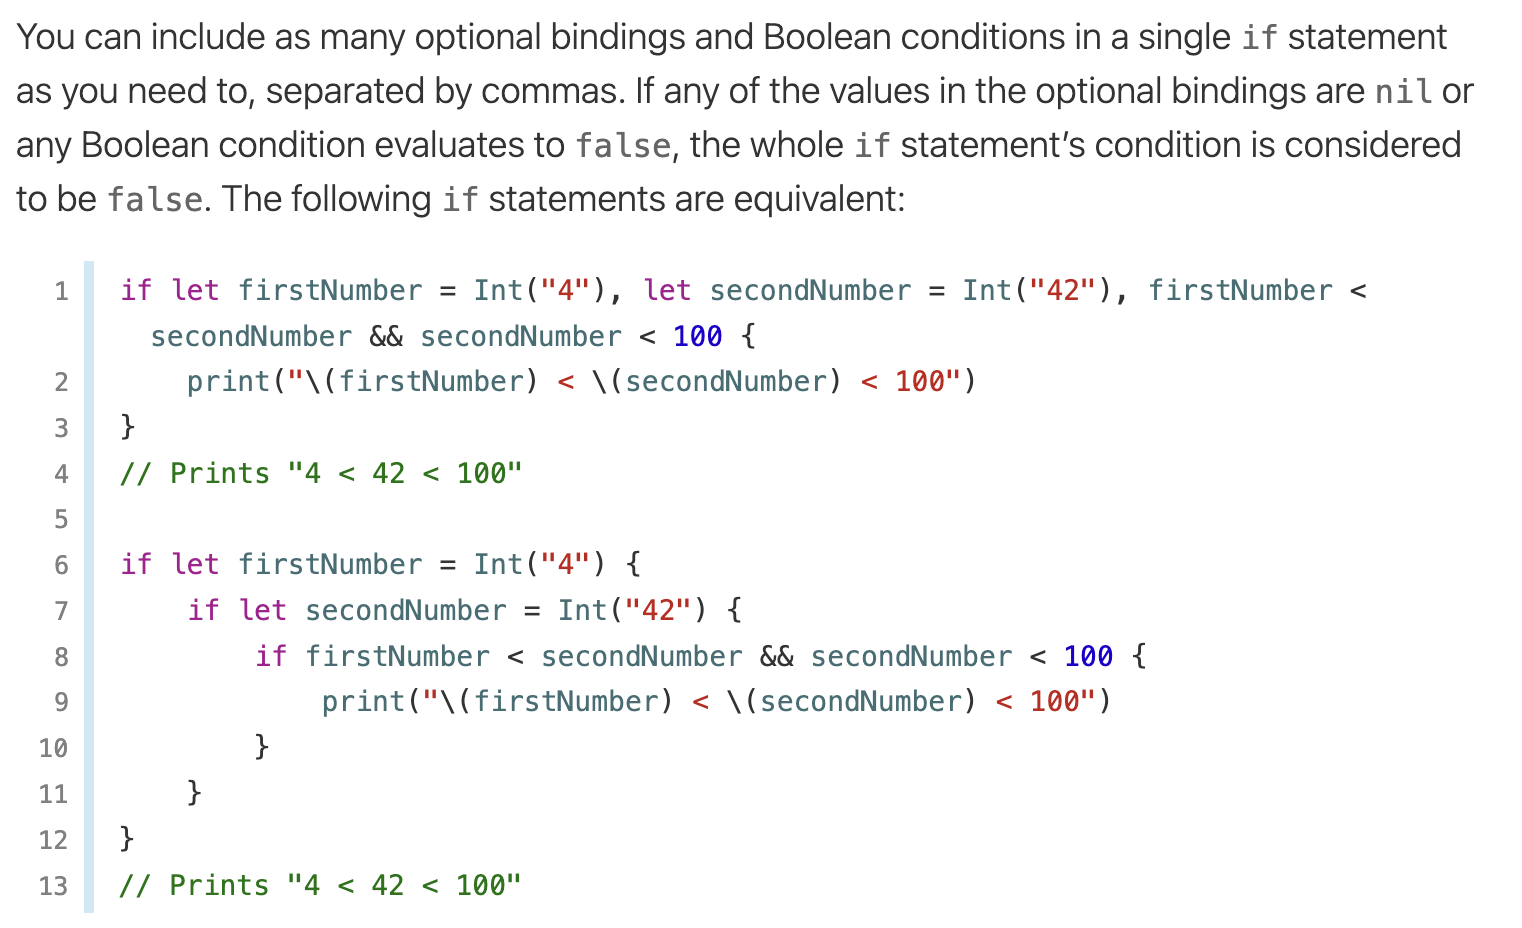 You can include as many optional bindings and Boolean conditions in a single if statement
as you need to, separated by commas. If any of the values in the optional bindings are nil or
any Boolean condition evaluates to false, the whole if statement’s condition is considered
to be false. The following if statements are equivalent:
1 if let firstNumber = Int("4"), let secondNumber = Int("42"), firstNumber <
secondNumber && secondNumber < 100 {
2 print("\(firstNumber) < \(secondNumber) < 100")
3 }
4 // Prints "4 < 42 < 100"
5
6 if let firstNumber = Int("4") {
7 if let secondNumber = Int("42") {
8 if firstNumber < secondNumber && secondNumber < 100 {
9 print("\(firstNumber) < \(secondNumber) < 100")
10 }
11 }
12 }
13 // Prints "4 < 42 < 100"